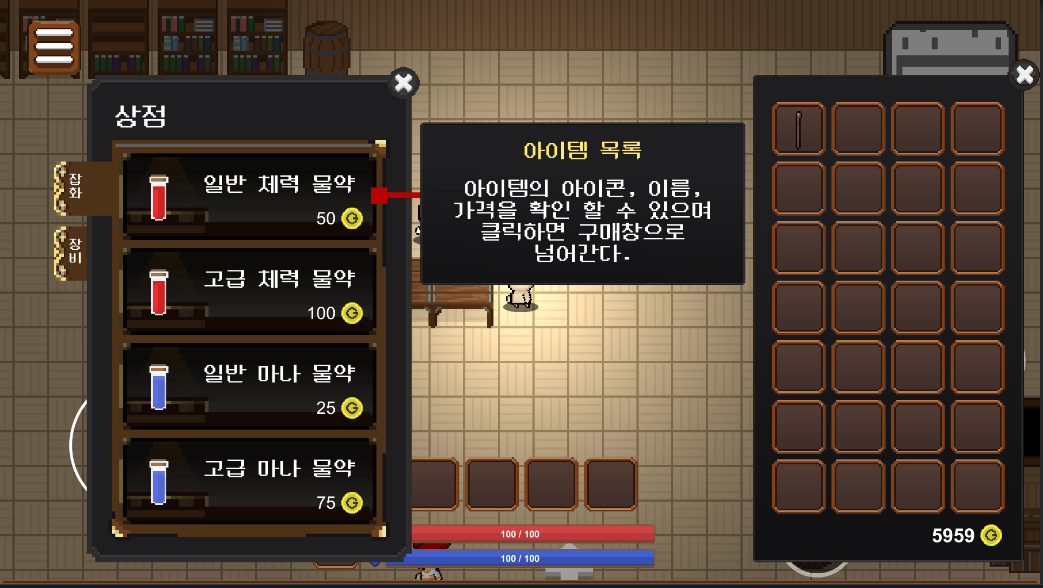 상점
잡화
장비
일반 체력 물약
50
고급 체력 물약
100
일반 마나 물약
25
고급 마나 물약
75
아이템 목록
아이템의 아이콘, 이름,
가격을 확인 할 수 있으며
클릭하면 구매창으로
넘어간다.
5959
100 / 100
100 / 100